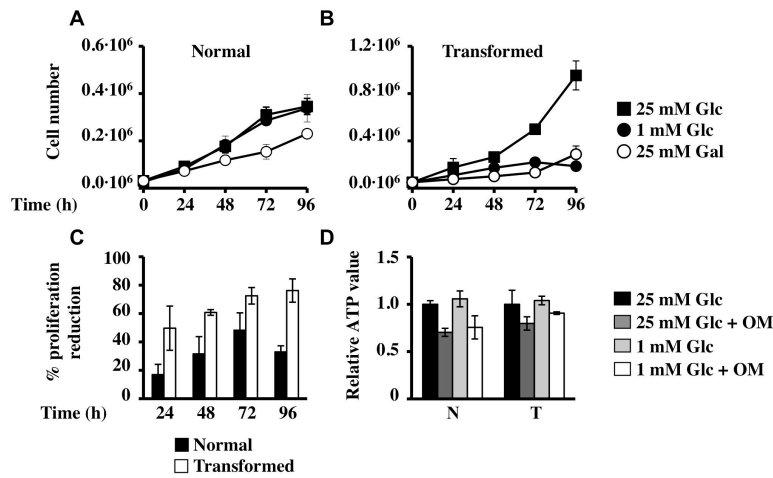 A
Normal
Cell number
0.6·10⁶
0.4·10⁶
0.2·10⁶
0.0·10⁶
Time (h)
0 24 48 72 96
B
Transformed
1.2·10⁶
0.8·10⁶
0.4·10⁶
0.0·10⁶
0 24 48 72 96
25 mM Glc
1 mM Glc
25 mM Gal
C
% proliferation
reduction
100
80
60
40
20
0
Time (h)
24 48 72 96
Normal
Transformed
D
Relative ATP value
1.5
1.0
0.5
0
N T
25 mM Glc
25 mM Glc + OM
1 mM Glc
1 mM Glc + OM